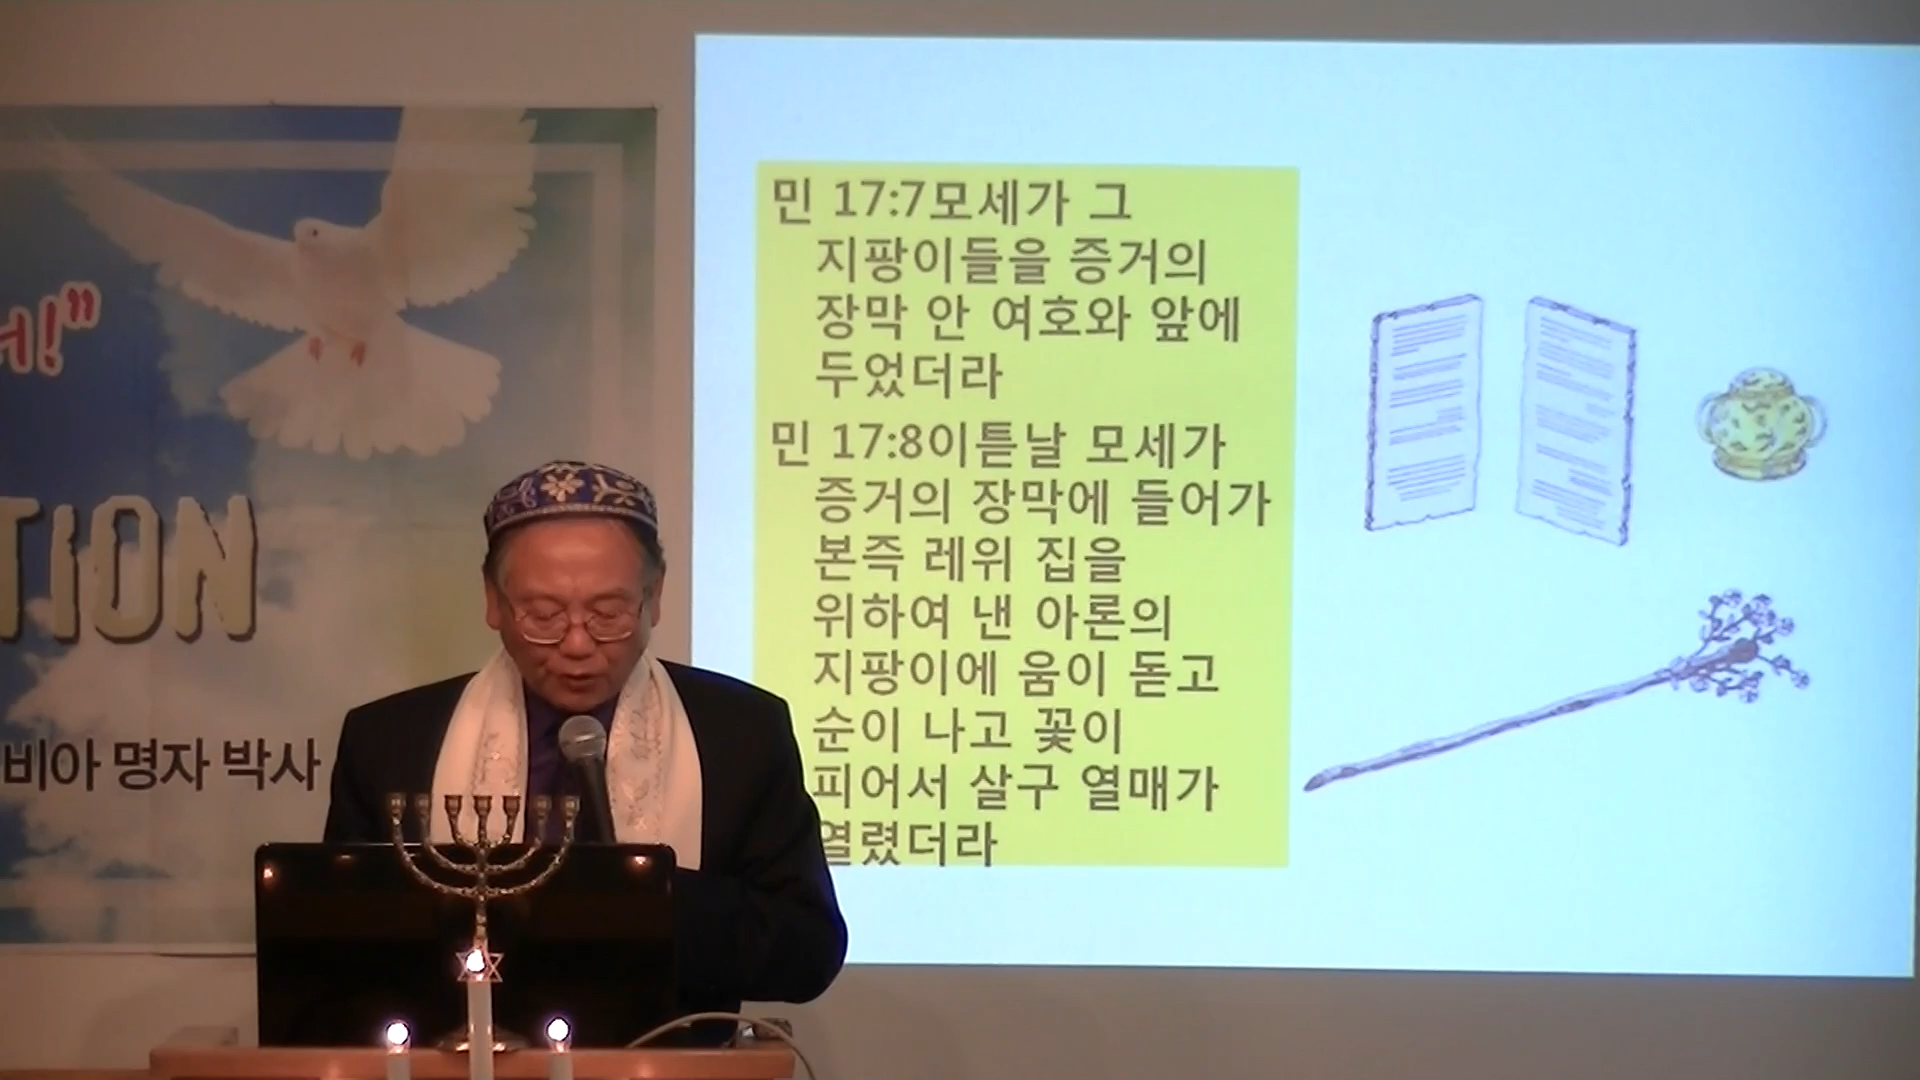 어!"
TION
비아 명자 박사
민 17:7모세가 그
지팡이들을 증거의
장막 안 여호와 앞에
두었더라
민 17:8이튿날 모세가
증거의 장막에 들어가
본즉 레위 집을
위하여 낸 아론의
지팡이에 움이 돋고
순이 나고 꽃이
피어서 살구 열매가
열렸더라